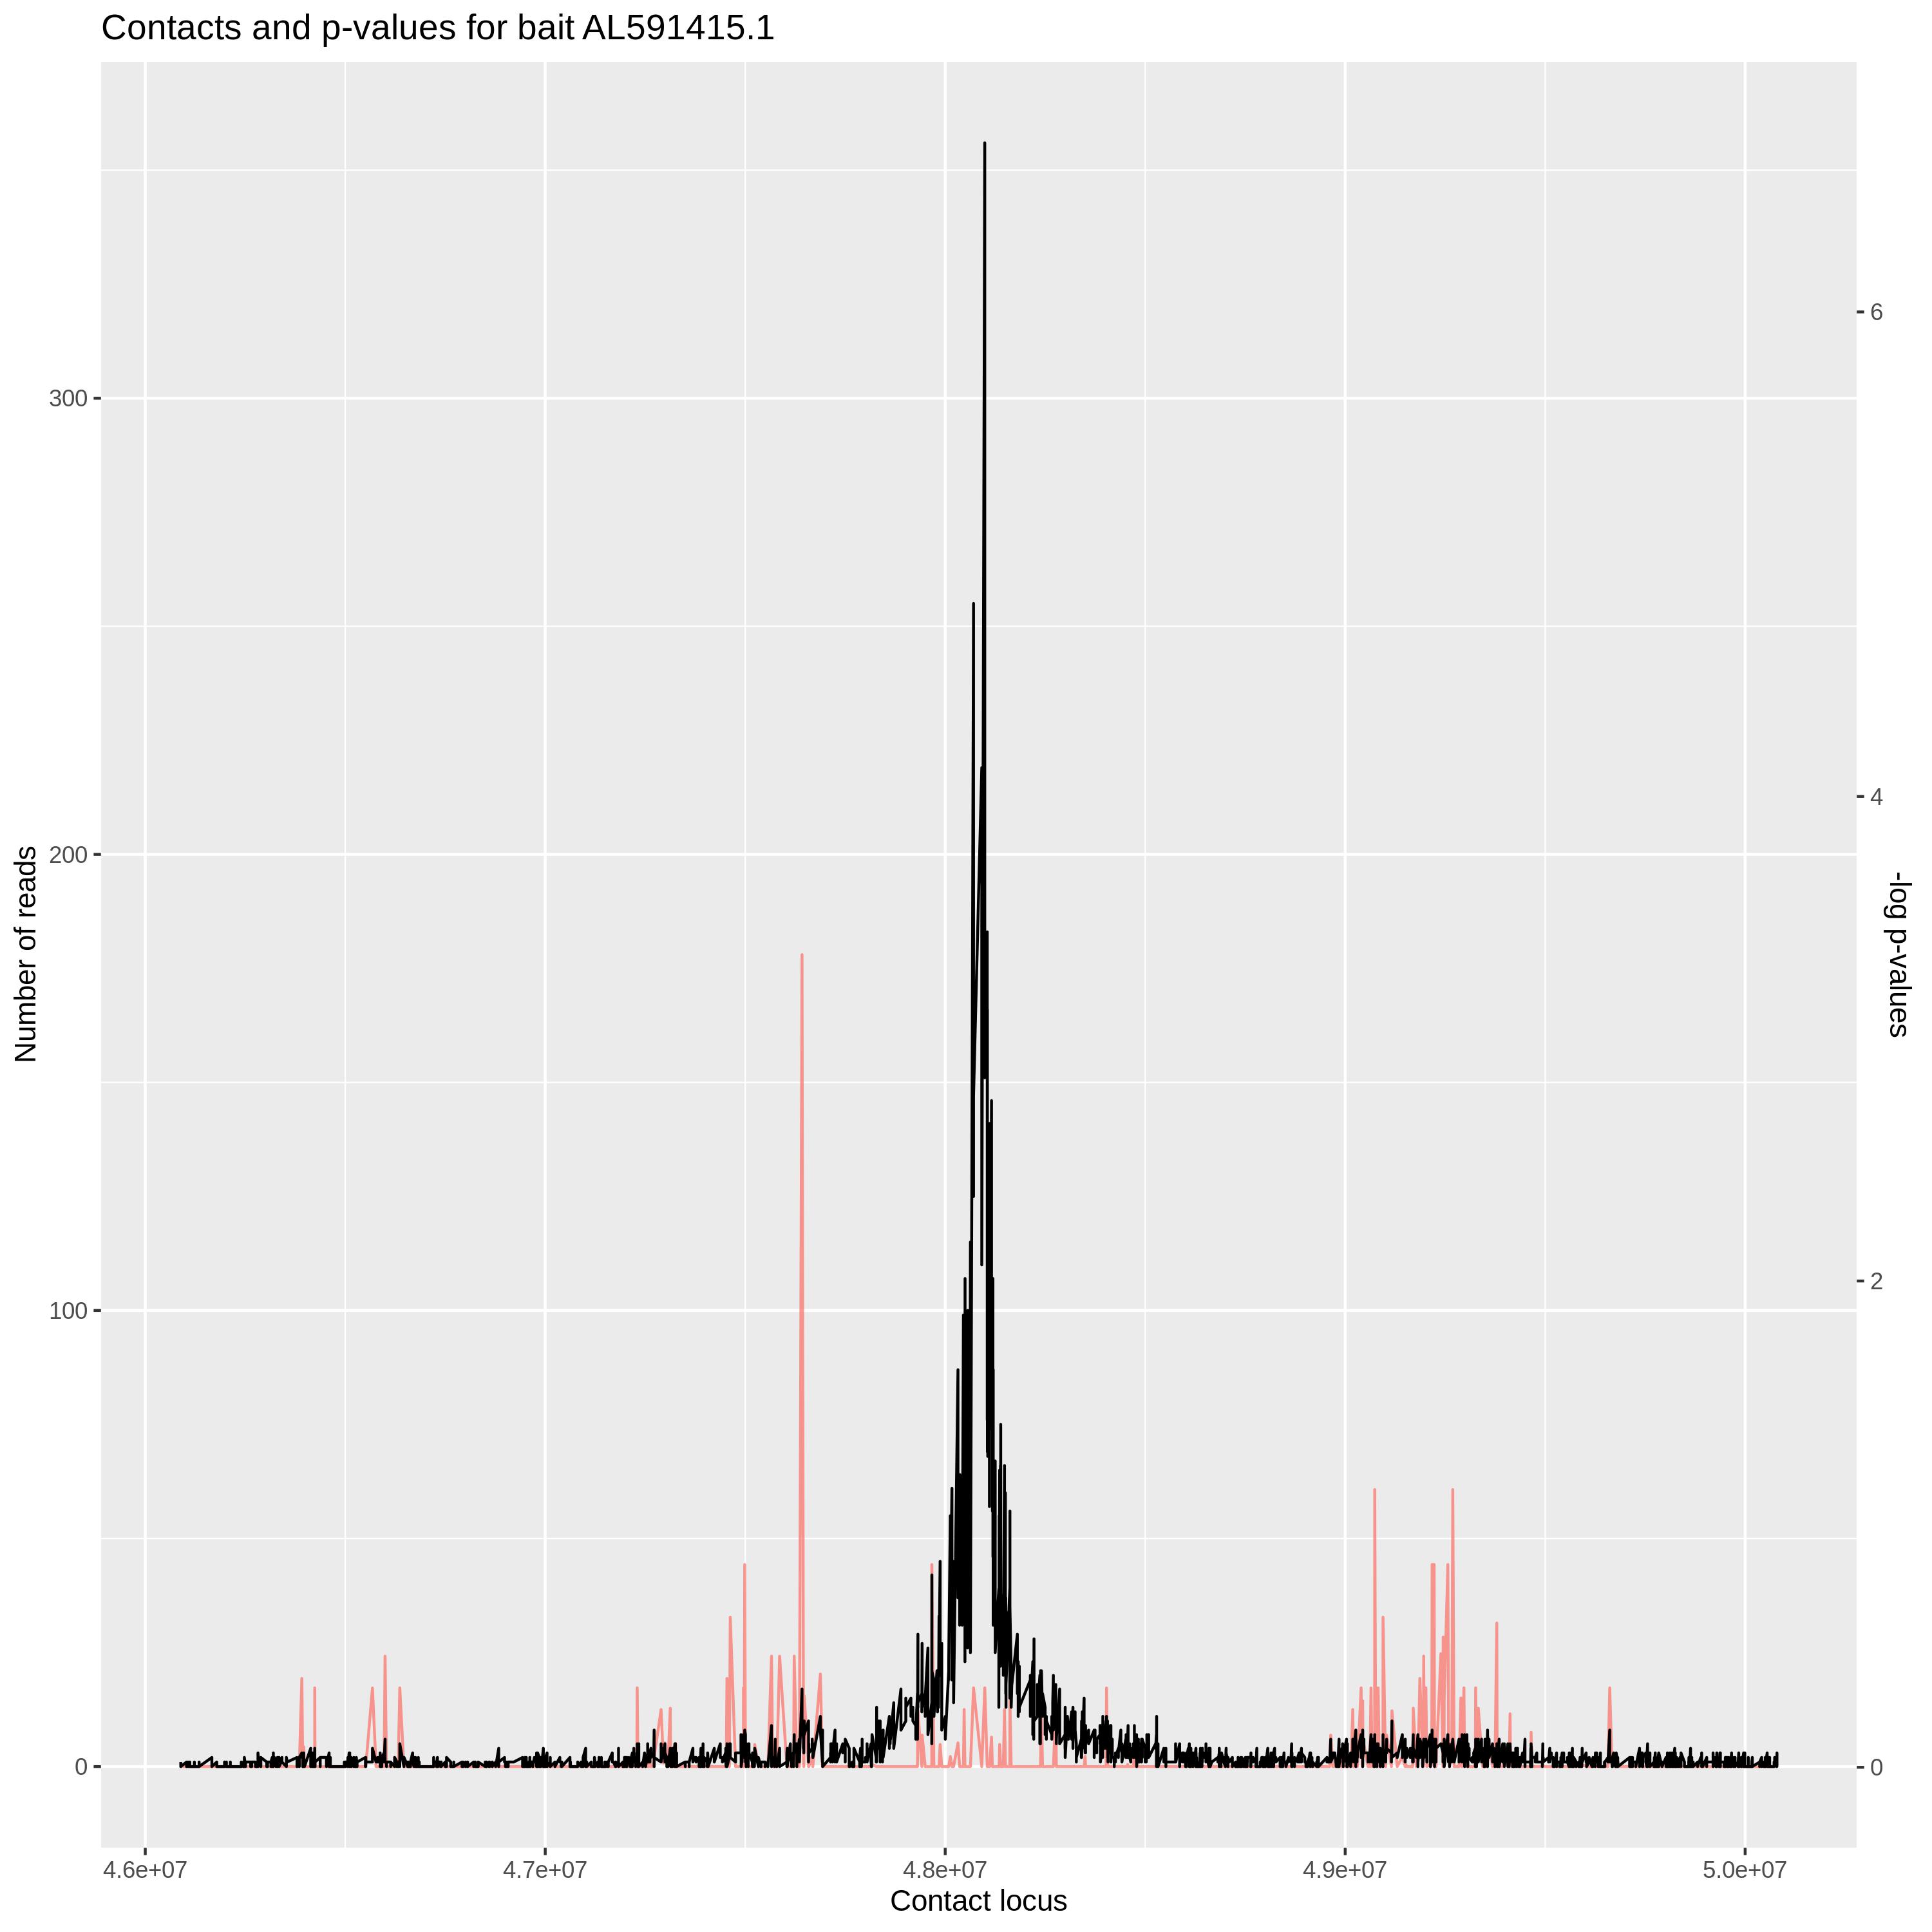 Contacts and p-values for bait AL591415.1
Number of reads
300
200
100
0
6
4
2
0
-log p-values
4.6e+07 4.7e+07 4.8e+07 4.9e+07 5.0e+07
Contact locus